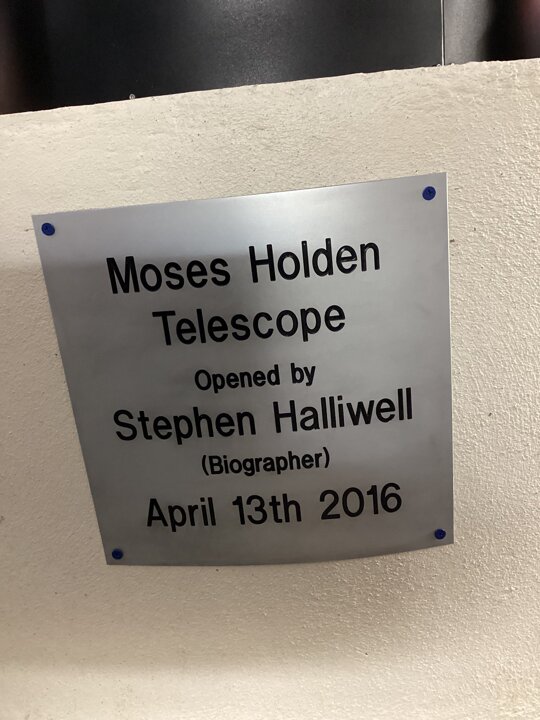 Moses Holden
Telescope
Opened by
Stephen Halliwell
(Biographer)
April 13th 2016